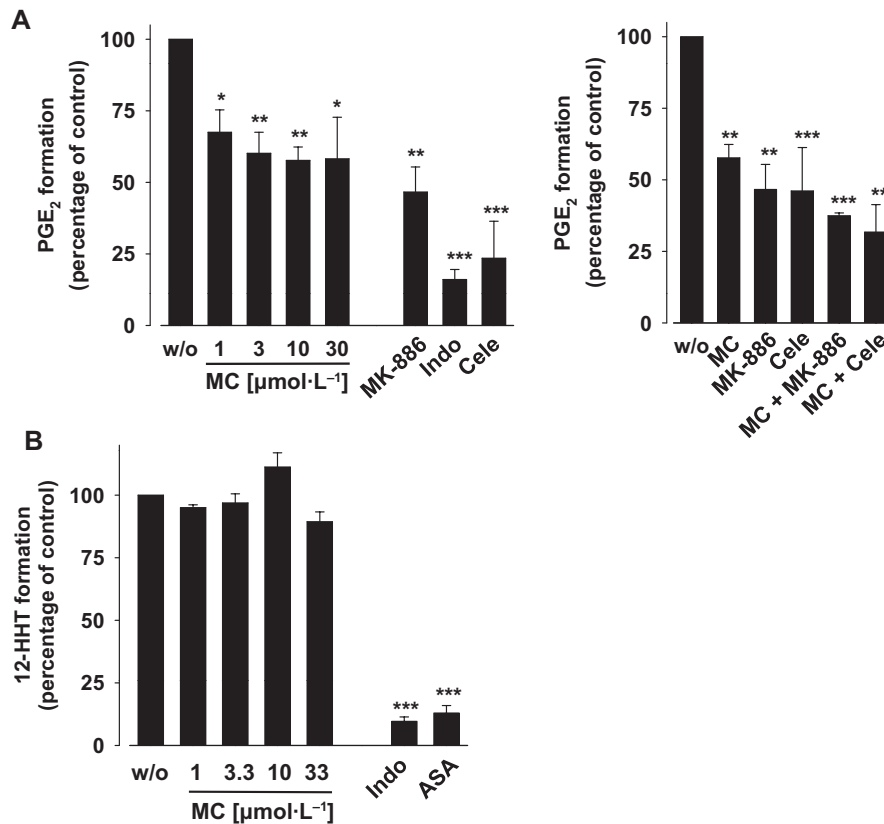 A
PGE₂ formation
(percentage of control)
100
75
50
25
0
*
**
**
*
**
***
***
w/o
1
3
10
30
MC [µmol·L⁻¹]
MK-886
Indo
Cele
PGE₂ formation
(percentage of control)
100
75
50
25
0
**
**
***
***
**
w/o
MC
MK-886
Cele
MC + MK-886
MC + Cele
B
12-HHT formation
(percentage of control)
100
75
50
25
0
***
***
w/o
1
3.3
10
33
MC [µmol·L⁻¹]
Indo
ASA